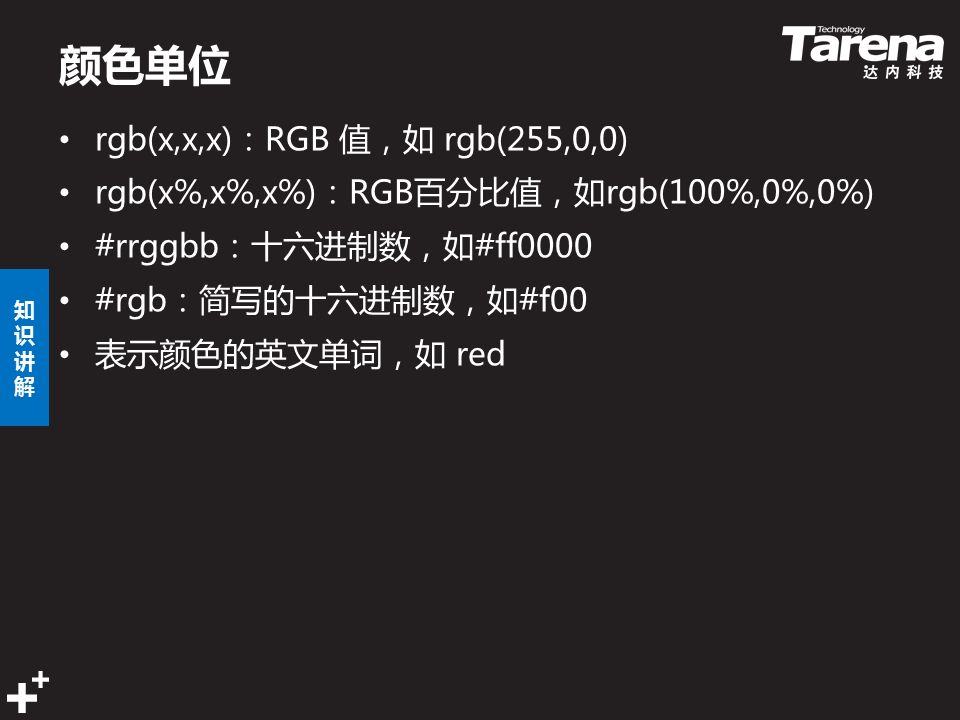 颜色单位
Technology
Tarena
达内科技
• rgb(x,x,x)：RGB 值，如 rgb(255,0,0)
• rgb(x%,x%,x%)：RGB百分比值，如rgb(100%,0%,0%)
• #rrggbb：十六进制数，如#ff0000
• #rgb：简写的十六进制数，如#f00
• 表示颜色的英文单词，如 red
知识讲解